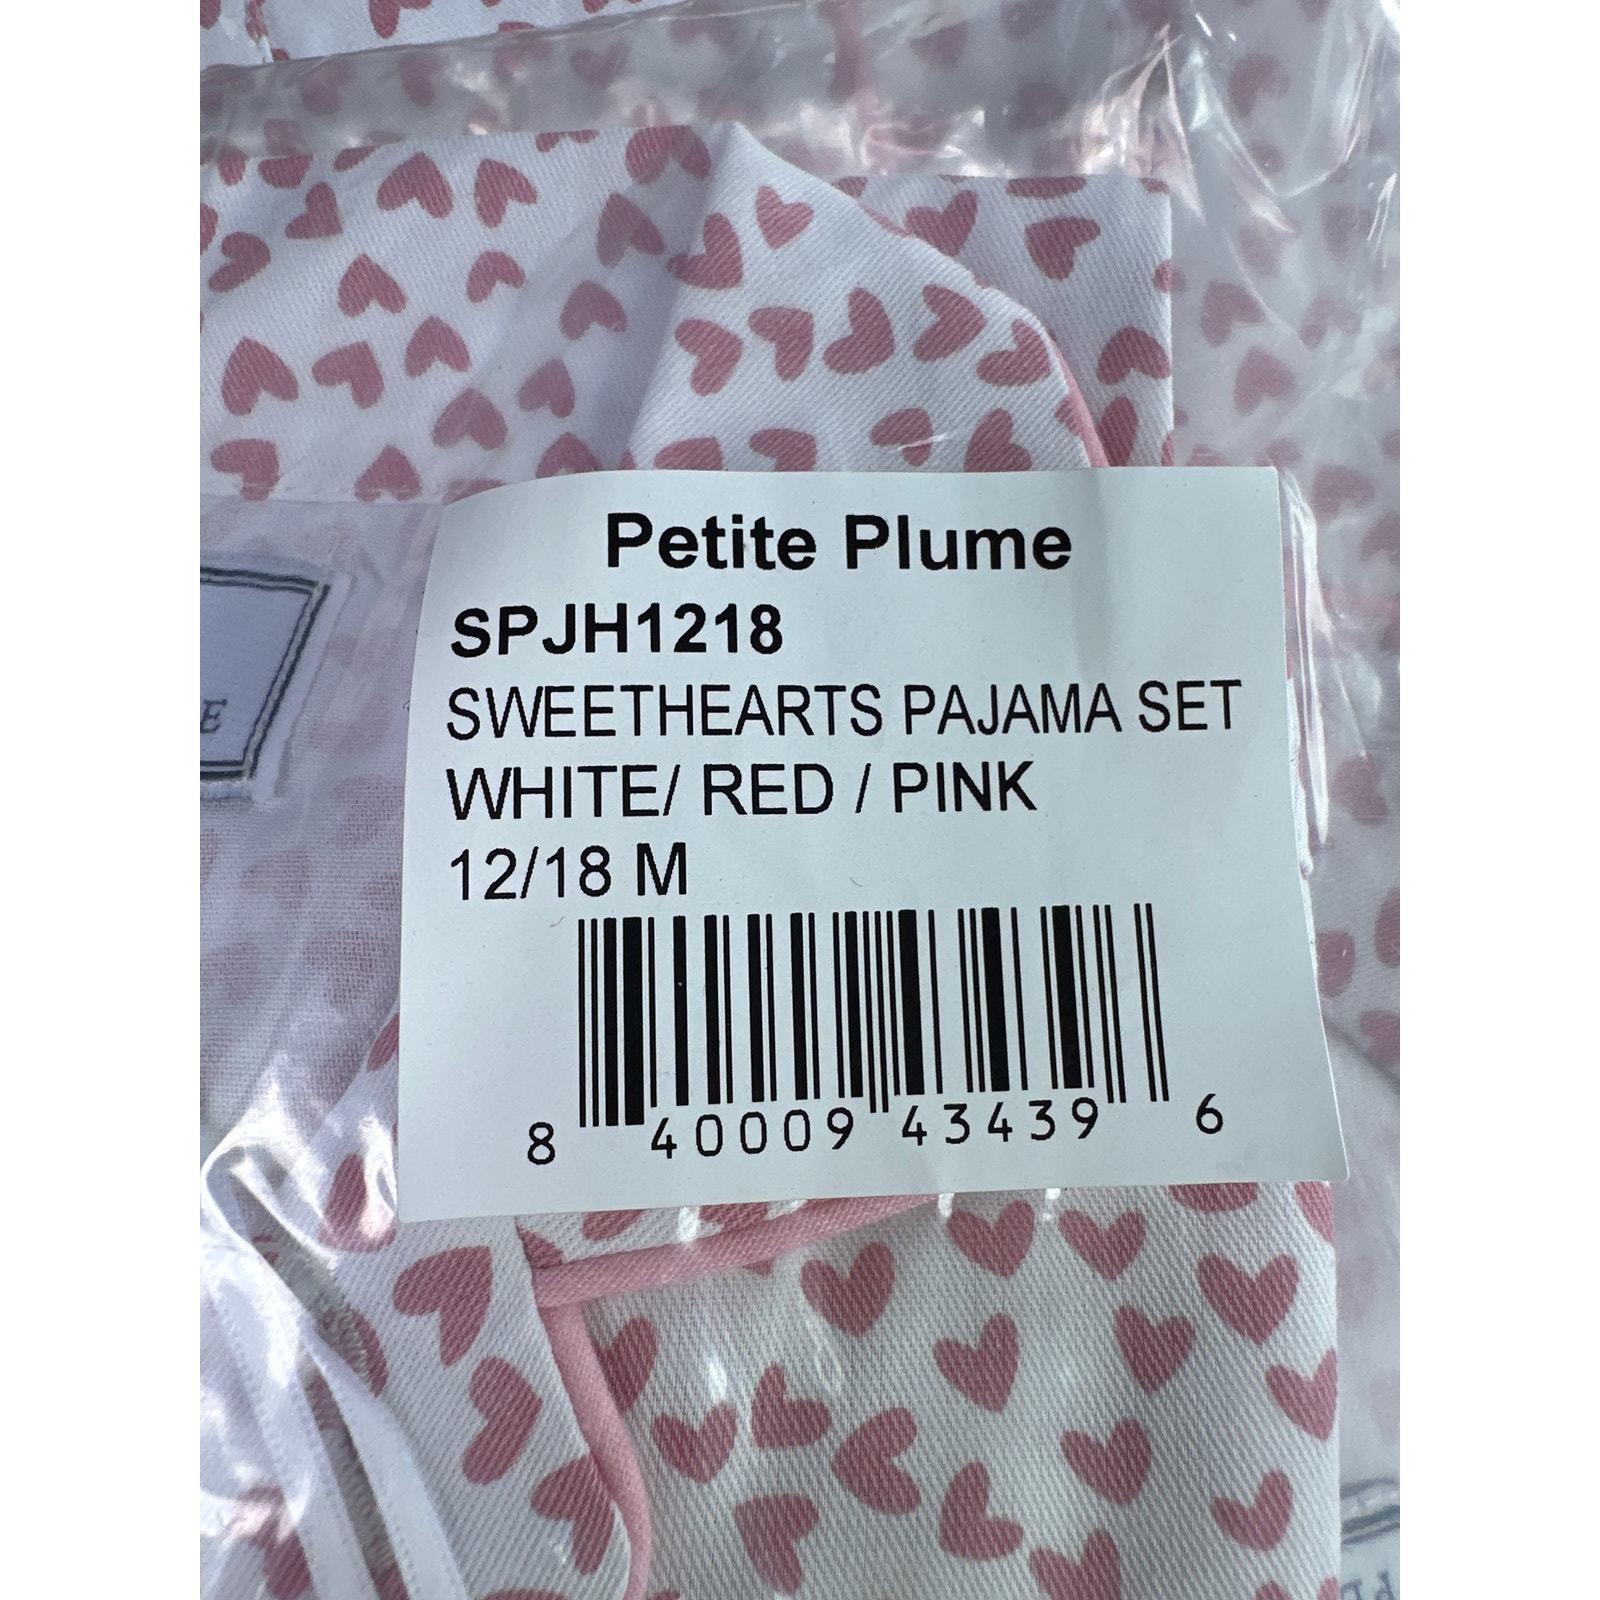 Petite Plume
SPJH1218
SWEETHEARTS PAJAMA SET
WHITE/ RED / PINK
12/18 M
8 40009 43439 6